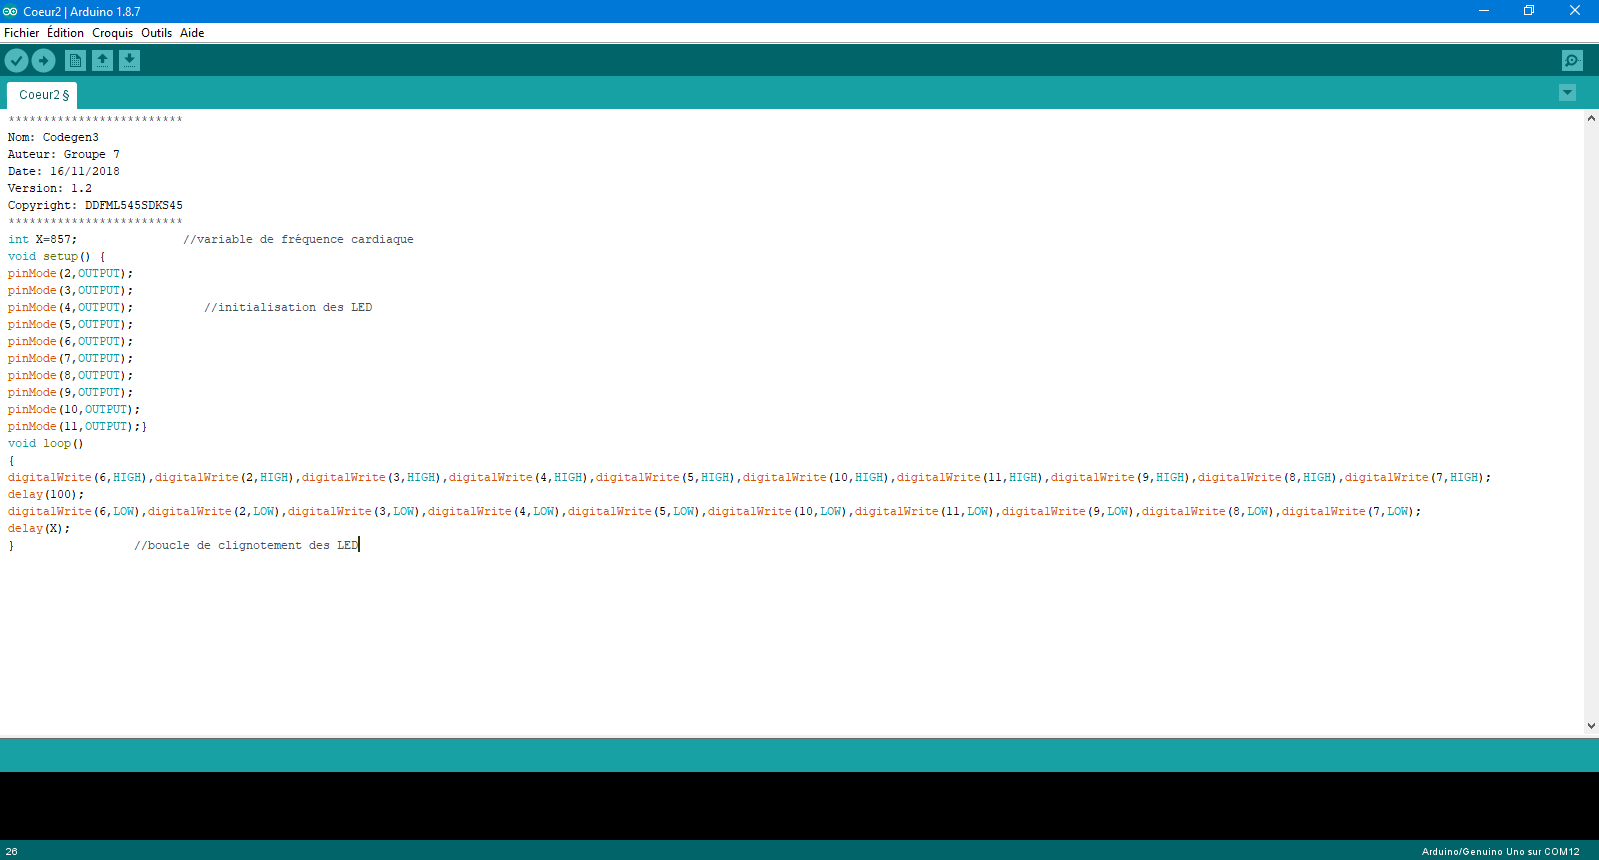 Coeur2 | Arduino 1.8.7
Fichier Édition Croquis Outils Aide
Coeur2 §
*************************
Nom: Codegen3
Auteur: Groupe 7
Date: 16/11/2018
Version: 1.2
Copyright: DDFML545SDKS45
*************************
int X=857;               //variable de fréquence cardiaque
void setup() {
pinMode(2,OUTPUT);
pinMode(3,OUTPUT);
pinMode(4,OUTPUT);          //initialisation des LED
pinMode(5,OUTPUT);
pinMode(6,OUTPUT);
pinMode(7,OUTPUT);
pinMode(8,OUTPUT);
pinMode(9,OUTPUT);
pinMode(10,OUTPUT);
pinMode(11,OUTPUT);}
void loop()
{
digitalWrite(6,HIGH),digitalWrite(2,HIGH),digitalWrite(3,HIGH),digitalWrite(4,HIGH),digitalWrite(5,HIGH),digitalWrite(10,HIGH),digitalWrite(11,HIGH),digitalWrite(9,HIGH),digitalWrite(8,HIGH),digitalWrite(7,HIGH);
delay(100);
digitalWrite(6,LOW),digitalWrite(2,LOW),digitalWrite(3,LOW),digitalWrite(4,LOW),digitalWrite(5,LOW),digitalWrite(10,LOW),digitalWrite(11,LOW),digitalWrite(9,LOW),digitalWrite(8,LOW),digitalWrite(7,LOW);
delay(X);
}                 //boucle de clignotement des LED
26
Arduino/Genuino Uno sur COM12